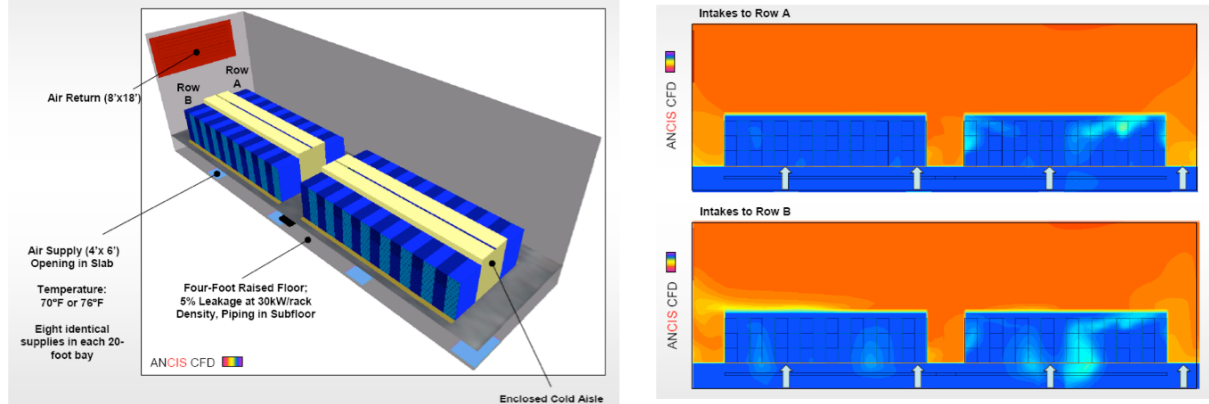 Row
A
Row
B
Air Return (8'x18')
Air Supply (4'x 6')
Opening in Slab
Temperature:
70ºF or 76ºF
Eight identical
supplies in each 20-
foot bay
Four-Foot Raised Floor;
5% Leakage at 30kW/rack
Density, Piping in Subfloor
ANCIS CFD
Enclosed Cold Aisle
Intakes to Row A
ANCIS CFD
Intakes to Row B
ANCIS CFD